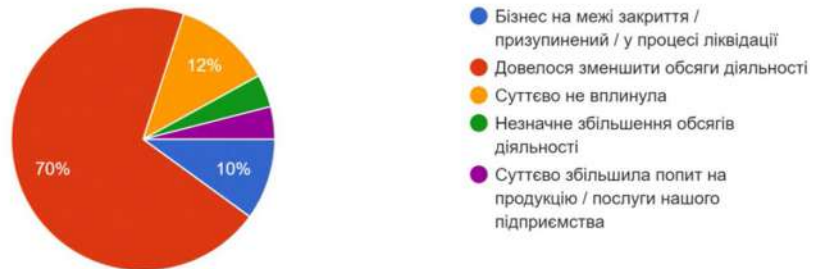 12%
70%
10%
Бізнес на межі закриття /
призупинений / у процесі ліквідації
Довелося зменшити обсяги діяльності
Суттєво не вплинула
Незначне збільшення обсягів
діяльності
Суттєво збільшила попит на
продукцію / послуги нашого
підприємства